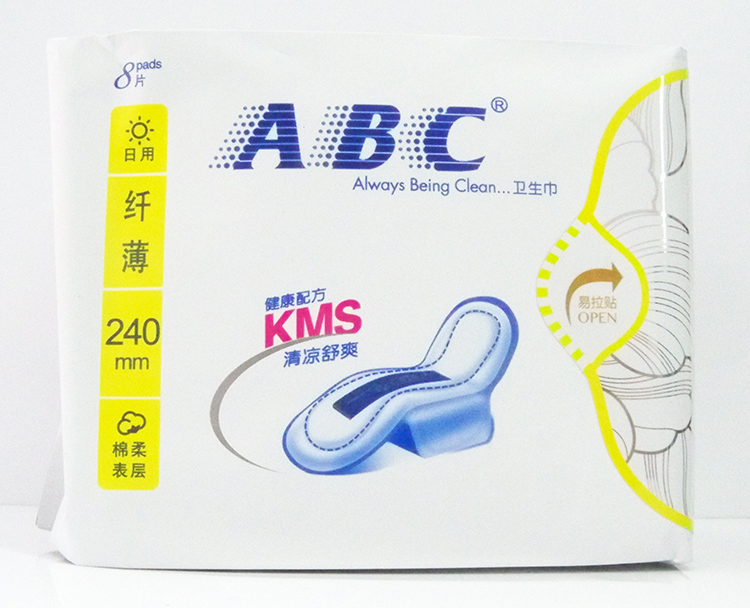 8 pads
片
ABC®
Always Being Clean...卫生巾
日用
纤
薄
240
mm
棉柔
表层
健康配方
KMS
清凉舒爽
易拉贴
OPEN